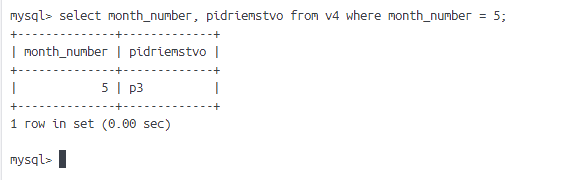 mysql> select month_number, pidriemstvo from v4 where month_number = 5;
+--------------+-------------+
| month_number | pidriemstvo |
+--------------+-------------+
|            5 | p3          |
+--------------+-------------+
1 row in set (0.00 sec)
mysql>